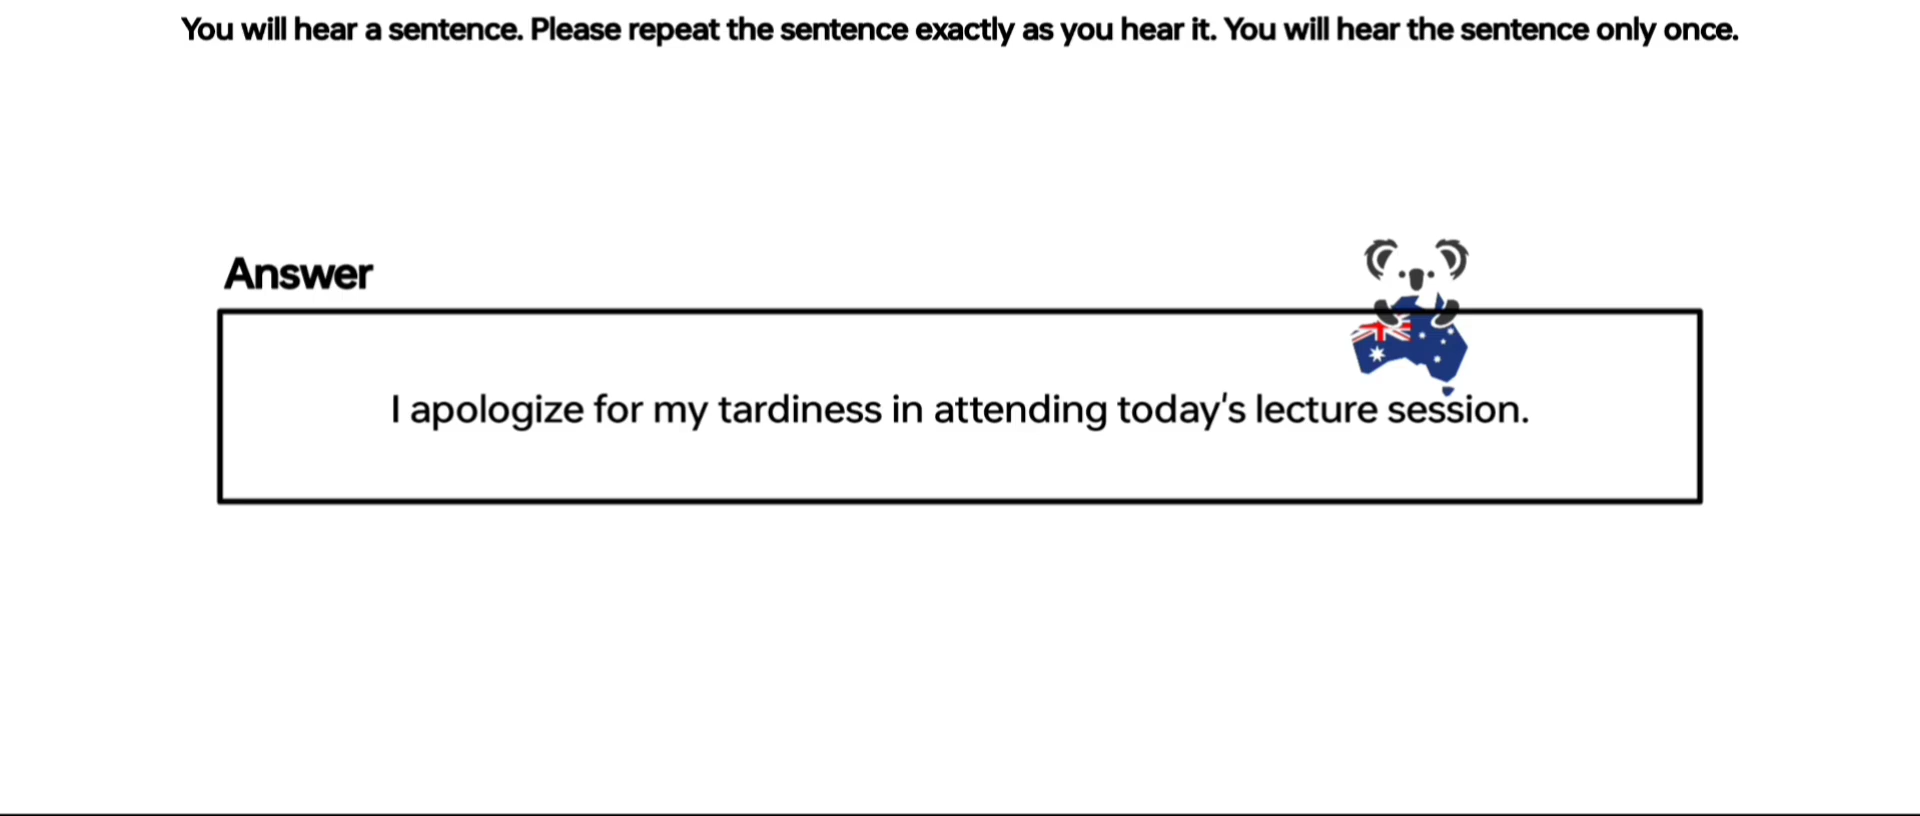 You will hear a sentence. Please repeat the sentence exactly as you hear it. You will hear the sentence only once.
Answer
I apologize for my tardiness in attending today's lecture session.